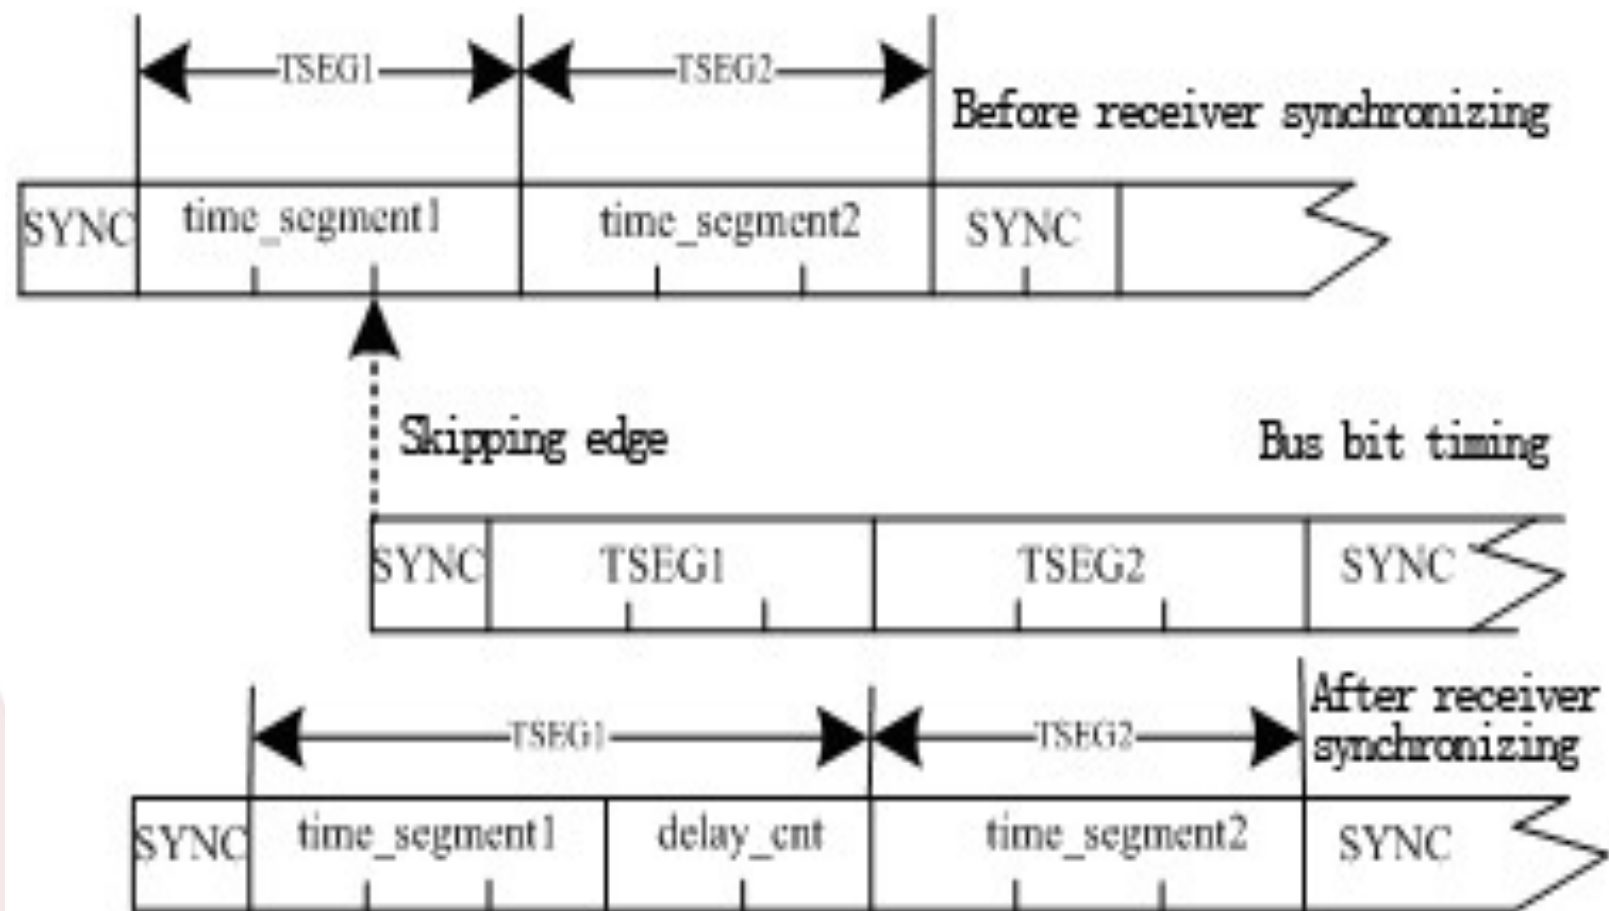 TSEG1 TSEG2
Before receiver synchronizing
SYNC time_segment1 time_segment2 SYNC
Skipping edge Bus bit timing
SYNC TSEG1 TSEG2 SYNC
After receiver
TSEG1 TSEG2
synchronizing
SYNC time_segment1 delay_cnt time_segment2 SYNC